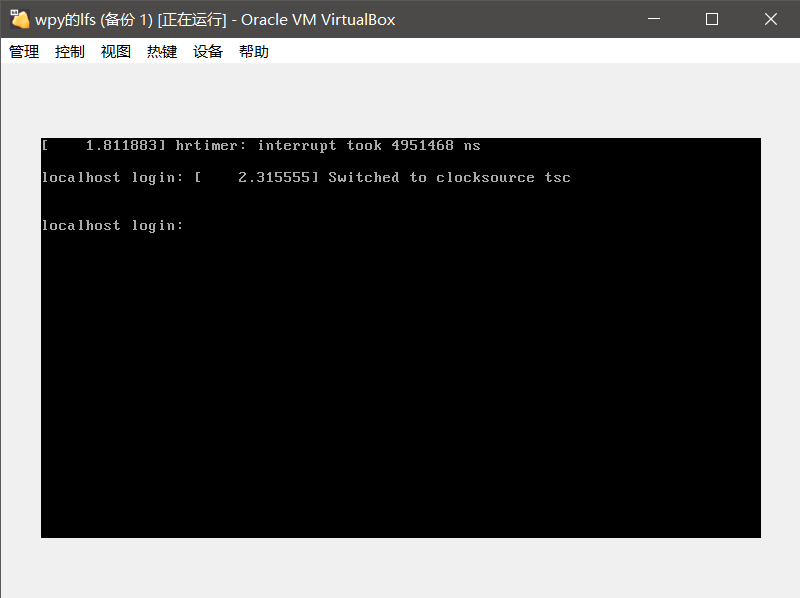 wpy的lfs (备份 1) [正在运行] - Oracle VM VirtualBox
管理 控制 视图 热键 设备 帮助
[    1.811883] hrtimer: interrupt took 4951468 ns
localhost login: [    2.315555] Switched to clocksource tsc
localhost login: